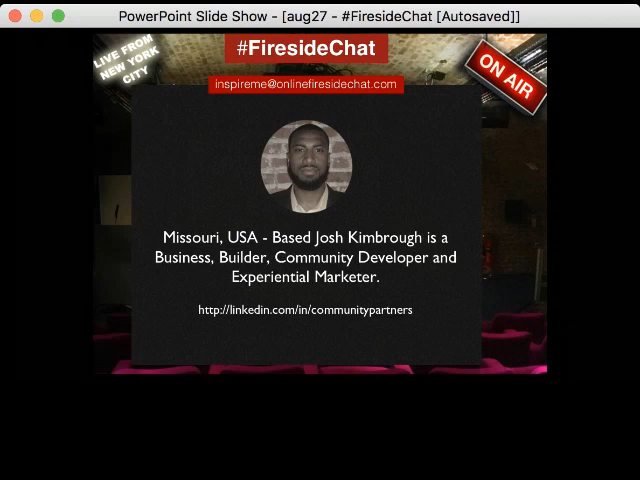 PowerPoint Slide Show - [aug27 - #FiresideChat [Autosaved]]
#FiresideChat
LIVE FROM
NEW YORK
CITY
ON AIR
inspireme@onlinefiresidechat.com
Missouri, USA - Based Josh Kimbrough is a
Business, Builder, Community Developer and
Experiential Marketer.
http://linkedin.com/in/communitypartners